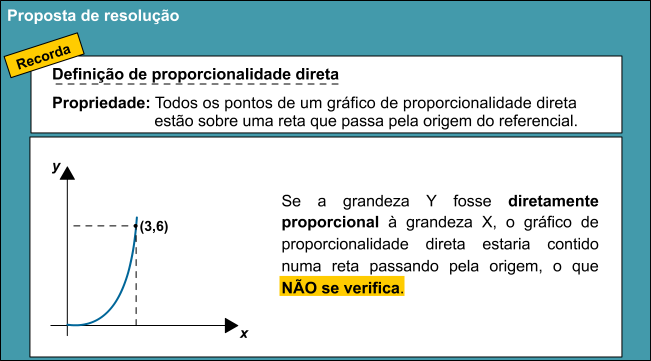 Proposta de resolução
Recorda
Definição de proporcionalidade direta
Propriedade: Todos os pontos de um gráfico de proporcionalidade direta
estão sobre uma reta que passa pela origem do referencial.
y
(3,6)
x
Se a grandeza Y fosse diretamente
proporcional à grandeza X, o gráfico de
proporcionalidade direta estaria contido
numa reta passando pela origem, o que
NÃO se verifica.